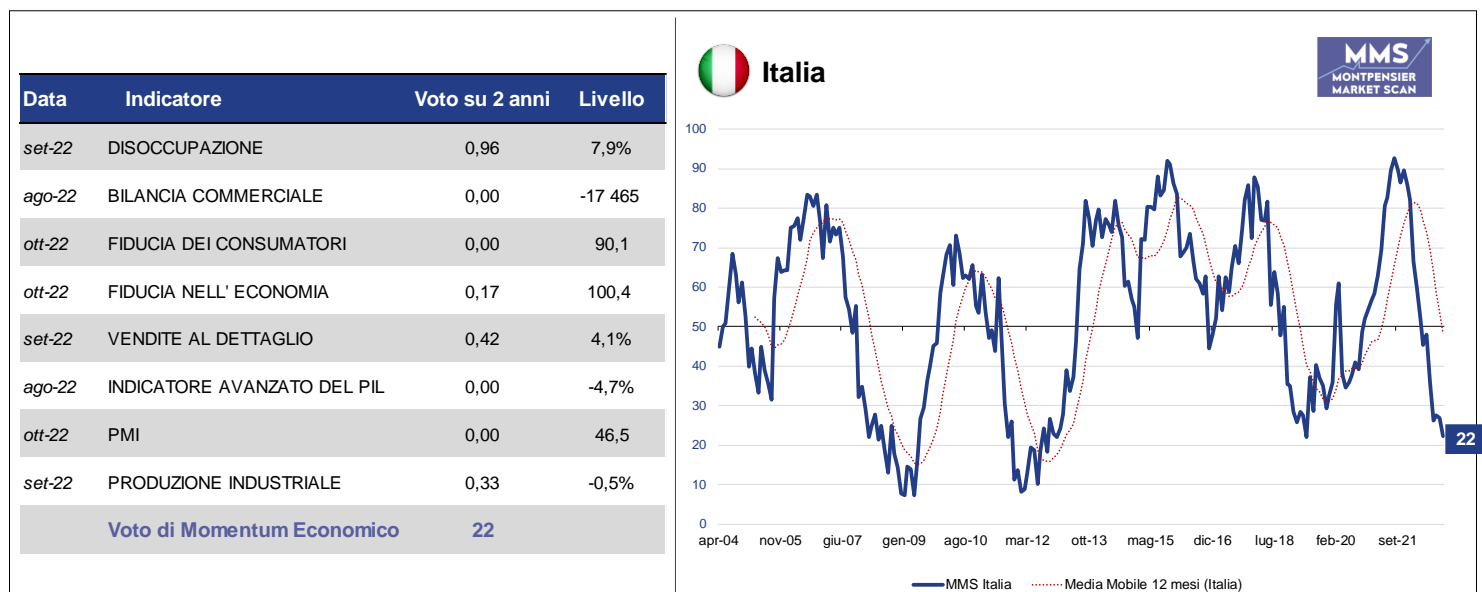 Data Indicatore Voto su 2 anni Livello
set-22 DISOCCUPAZIONE 0,96 7,9%
ago-22 BILANCIA COMMERCIALE 0,00 -17 465
ott-22 FIDUCIA DEI CONSUMATORI 0,00 90,1
ott-22 FIDUCIA NELL' ECONOMIA 0,17 100,4
set-22 VENDITE AL DETTAGLIO 0,42 4,1%
ago-22 INDICATORE AVANZATO DEL PIL 0,00 -4,7%
ott-22 PMI 0,00 46,5
set-22 PRODUZIONE INDUSTRIALE 0,33 -0,5%
Voto di Momentum Economico 22
Italia
MMS
MONTPENSIER
MARKET SCAN
100
90
80
70
60
50
40
30
20
10
0
22
apr-04 nov-05 giu-07 gen-09 ago-10 mar-12 ott-13 mag-15 dic-16 lug-18 feb-20 set-21
MMS Italia Media Mobile 12 mesi (Italia)